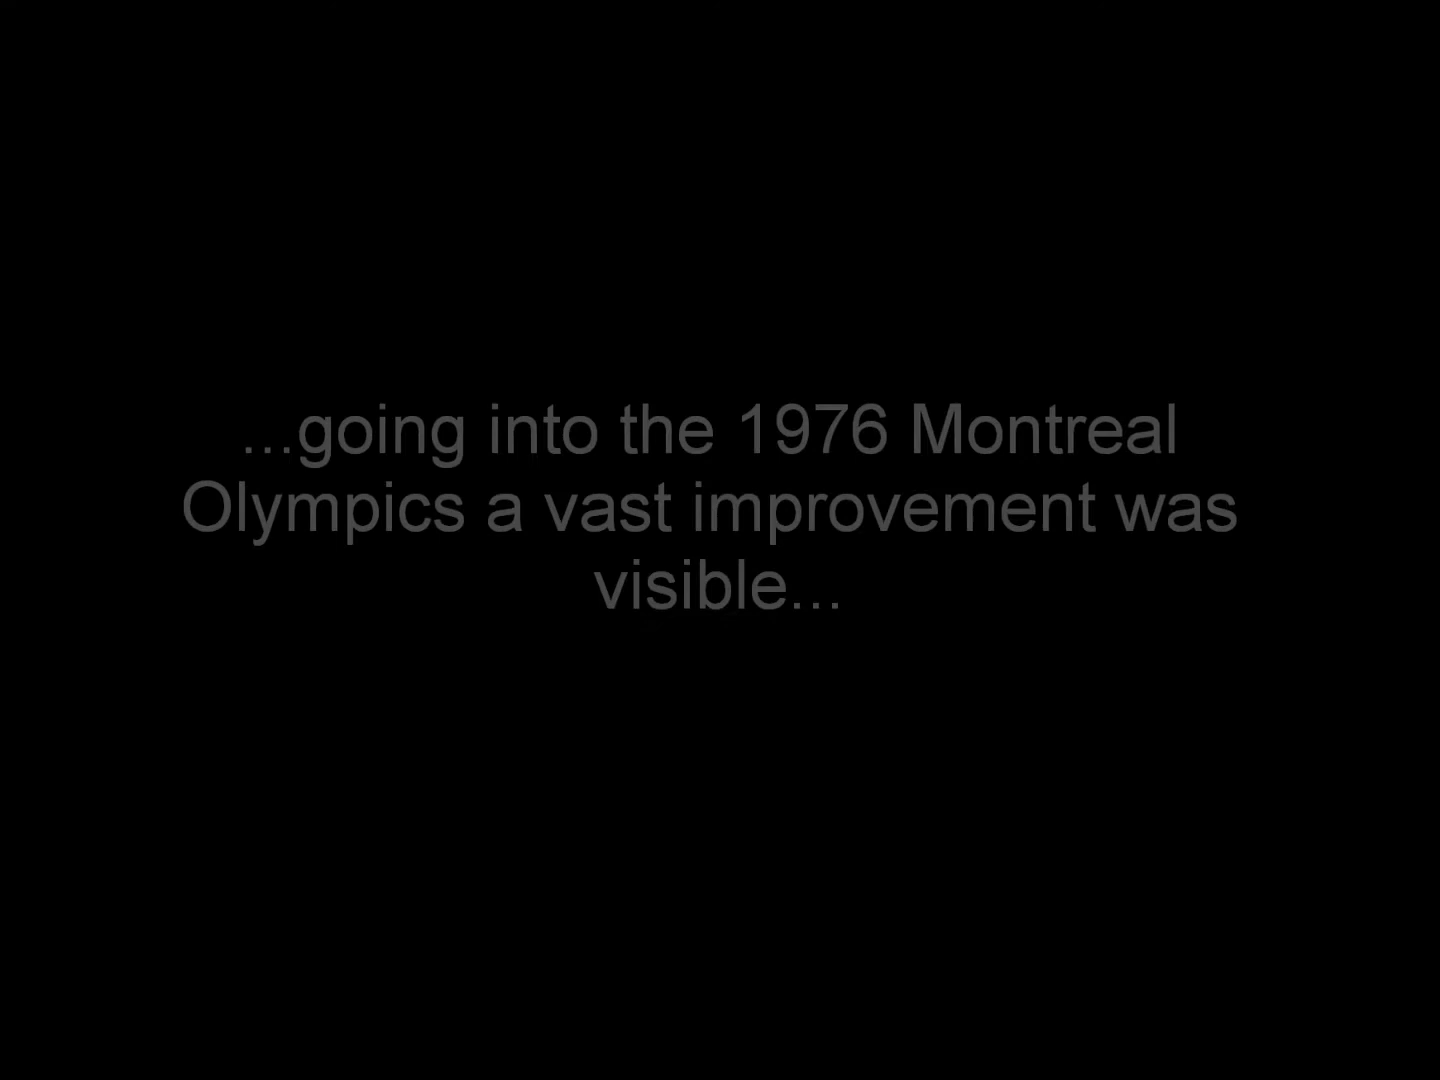 ...going into the 1976 Montreal
Olympics a vast improvement was
visible...